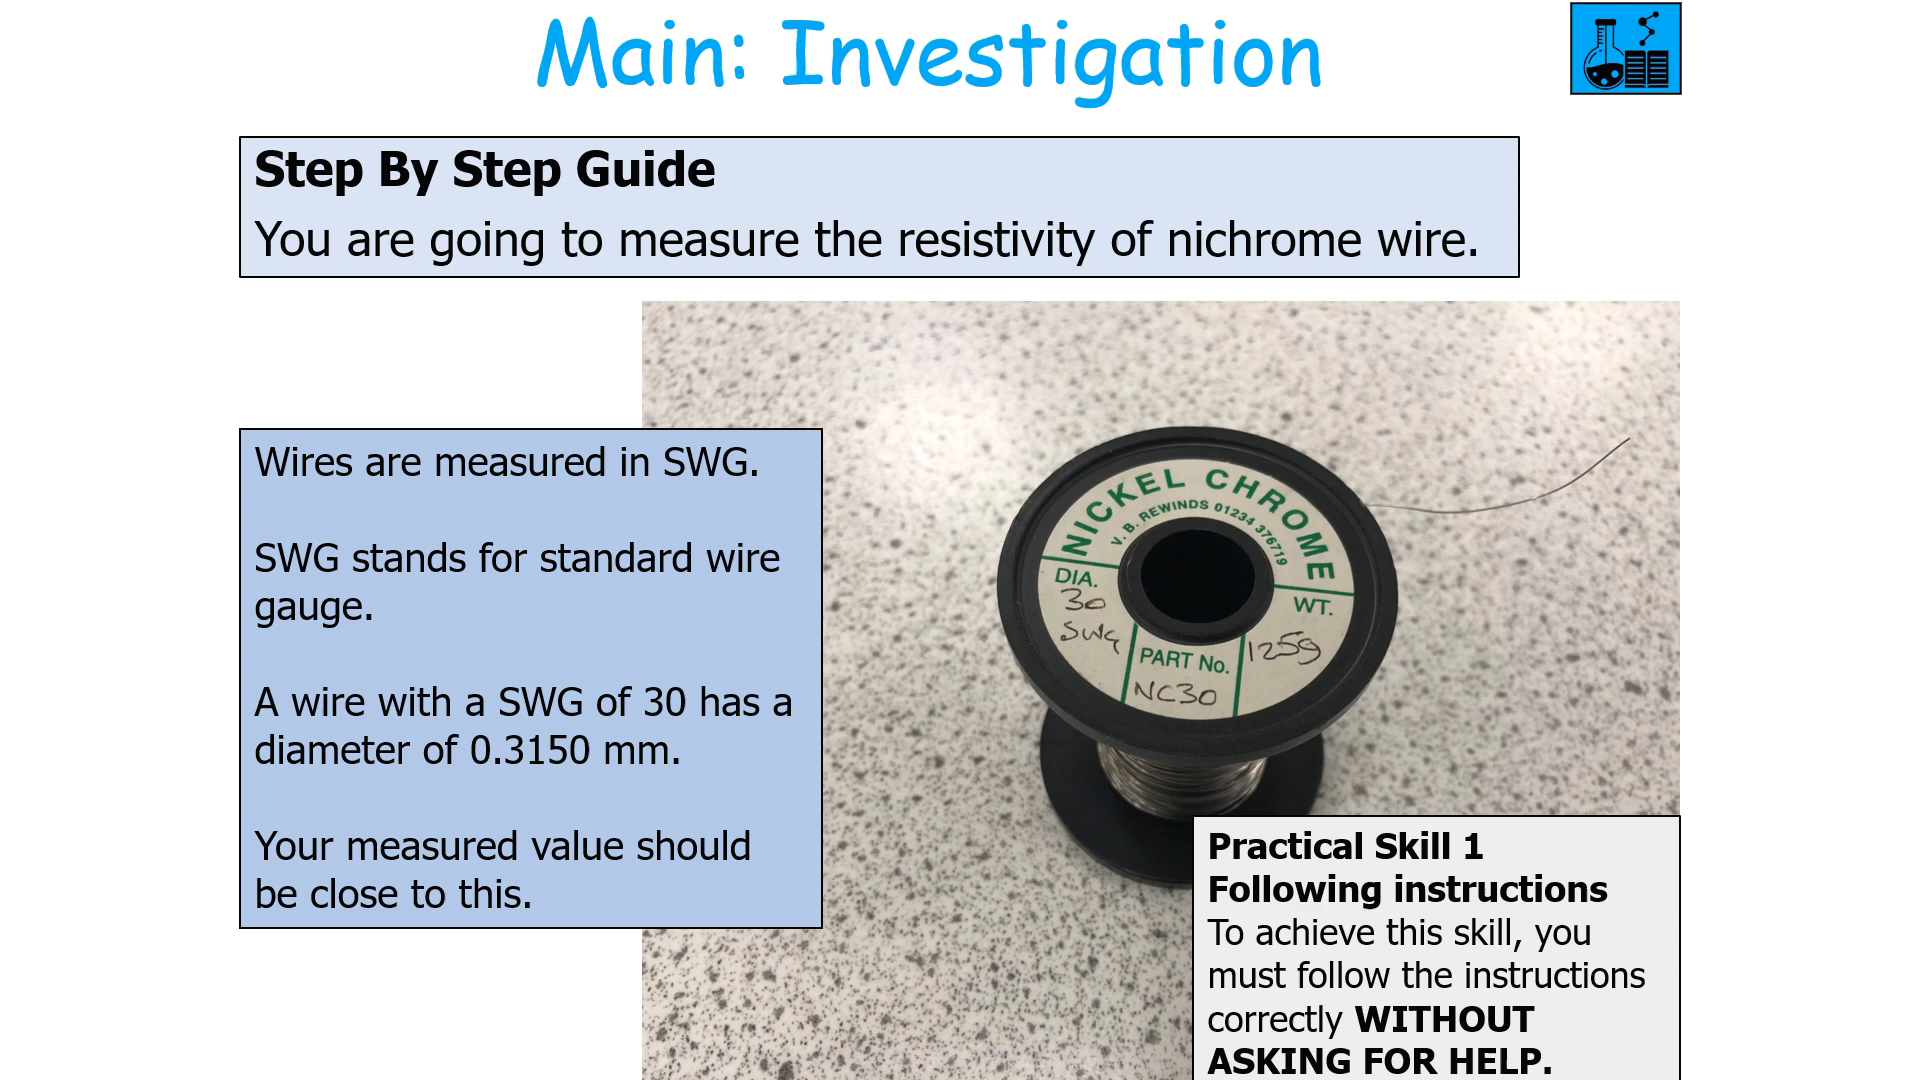 Main: Investigation
Step By Step Guide
You are going to measure the resistivity of nichrome wire.
Wires are measured in SWG.
SWG stands for standard wire
gauge.
A wire with a SWG of 30 has a
diameter of 0.3150 mm.
Your measured value should
be close to this.
NICKEL CHROME
V. B. REWINDS 01234 376719
DIA.
30
SWG
WT.
125g
PART No.
NC30
Practical Skill 1
Following instructions
To achieve this skill, you
must follow the instructions
correctly WITHOUT
ASKING FOR HELP.